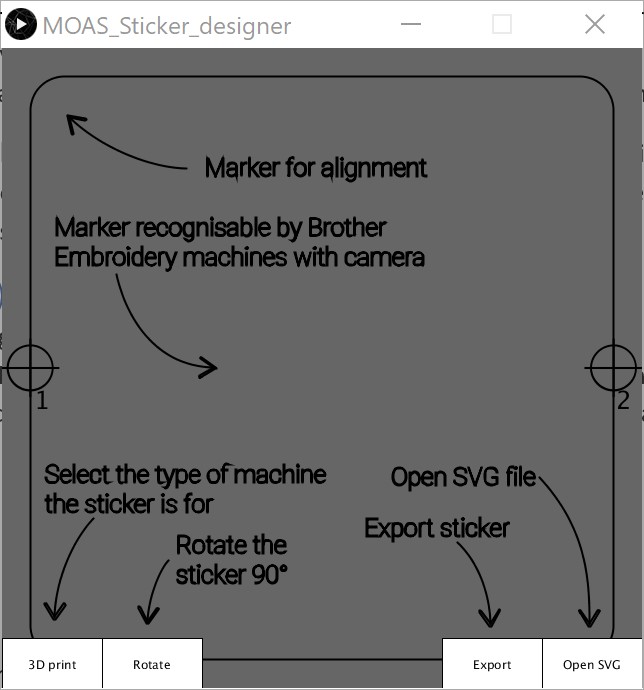 MOAS_Sticker_designer
Marker for alignment
Marker recognisable by Brother
Embroidery machines with camera
1
2
Select the type of machine
the sticker is for
Open SVG file
Export sticker
Rotate the
sticker 90°
3D print
Rotate
Export
Open SVG